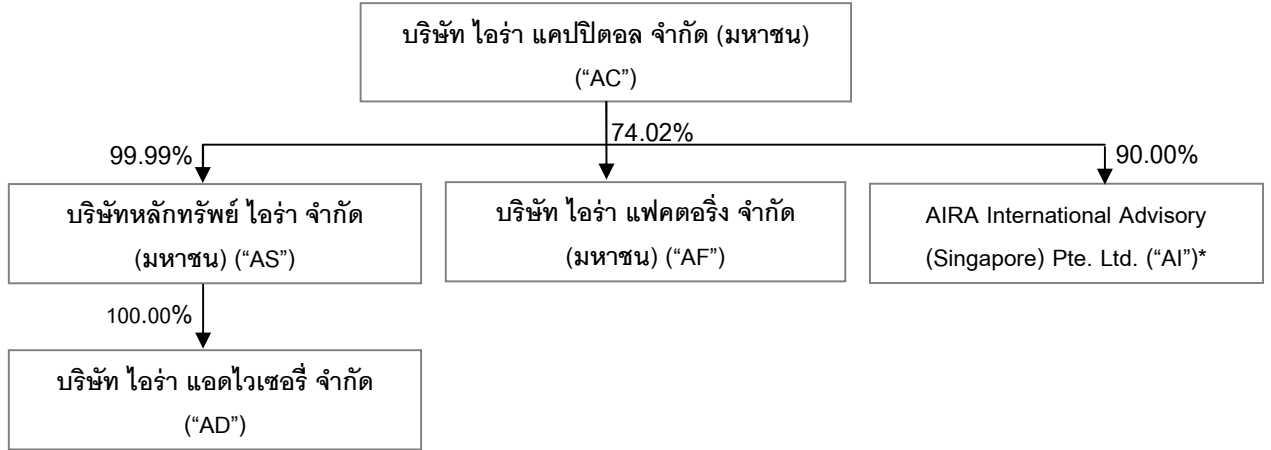 บริษัท ไอร่า แคปปิตอล จำกัด (มหาชน)
("AC")
74.02%
99.99%
90.00%
บริษัทหลักทรัพย์ ไอร่า จำกัด
(มหาชน) ("AS")
บริษัท ไอร่า แฟคตอริ่ง จำกัด
(มหาชน) ("AF")
AIRA International Advisory
(Singapore) Pte. Ltd. ("AI")*
100.00%
บริษัท ไอร่า แอดไวเซอรี่ จำกัด
("AD")